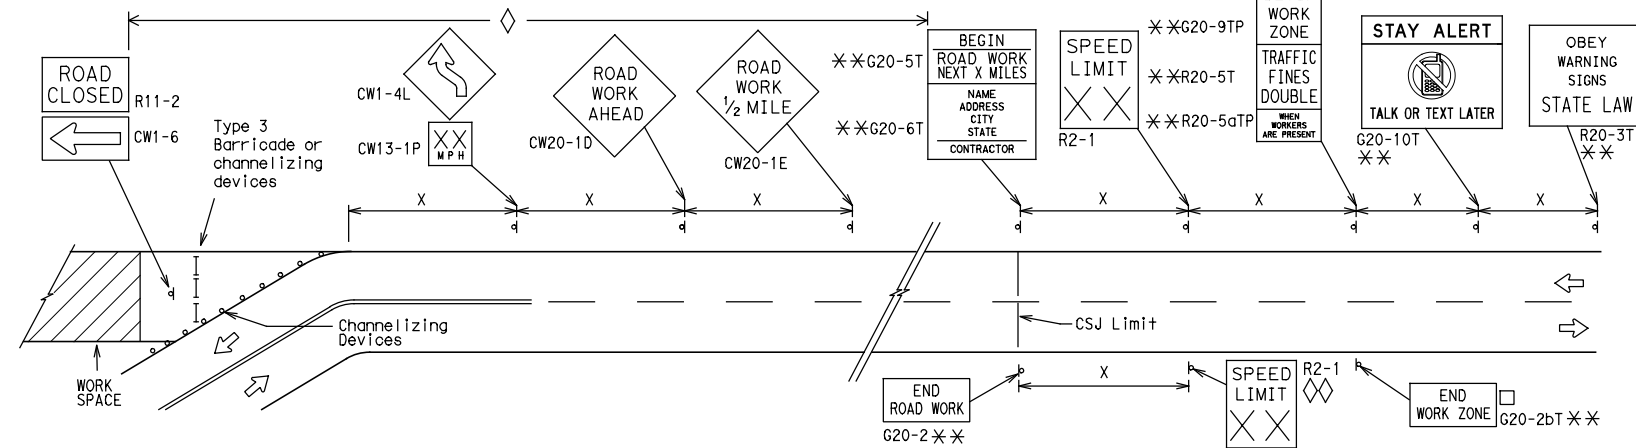 ROAD
CLOSED
R11-2
CW1-6
Type 3
Barricade or
channelizing
devices
CW1-4L
CW13-1P
XX
MPH
ROAD
WORK
AHEAD
CW20-1D
ROAD
WORK
1/2 MILE
CW20-1E
**G20-5T
**G20-6T
BEGIN
ROAD WORK
NEXT X MILES
NAME
ADDRESS
CITY
STATE
CONTRACTOR
SPEED
LIMIT
XX
R2-1
**G20-9TP
**R20-5T
**R20-5aTP
WORK
ZONE
TRAFFIC
FINES
DOUBLE
WHEN
WORKERS
ARE PRESENT
STAY ALERT
TALK OR TEXT LATER
G20-10T
**
OBEY
WARNING
SIGNS
STATE LAW
R20-3T
**
X
X
X
X
X
X
X
Channelizing
Devices
WORK
SPACE
CSJ Limit
X
END
ROAD WORK
G20-2**
SPEED
LIMIT
XX
R2-1
◊◊
END
WORK ZONE
□
G20-2bT**